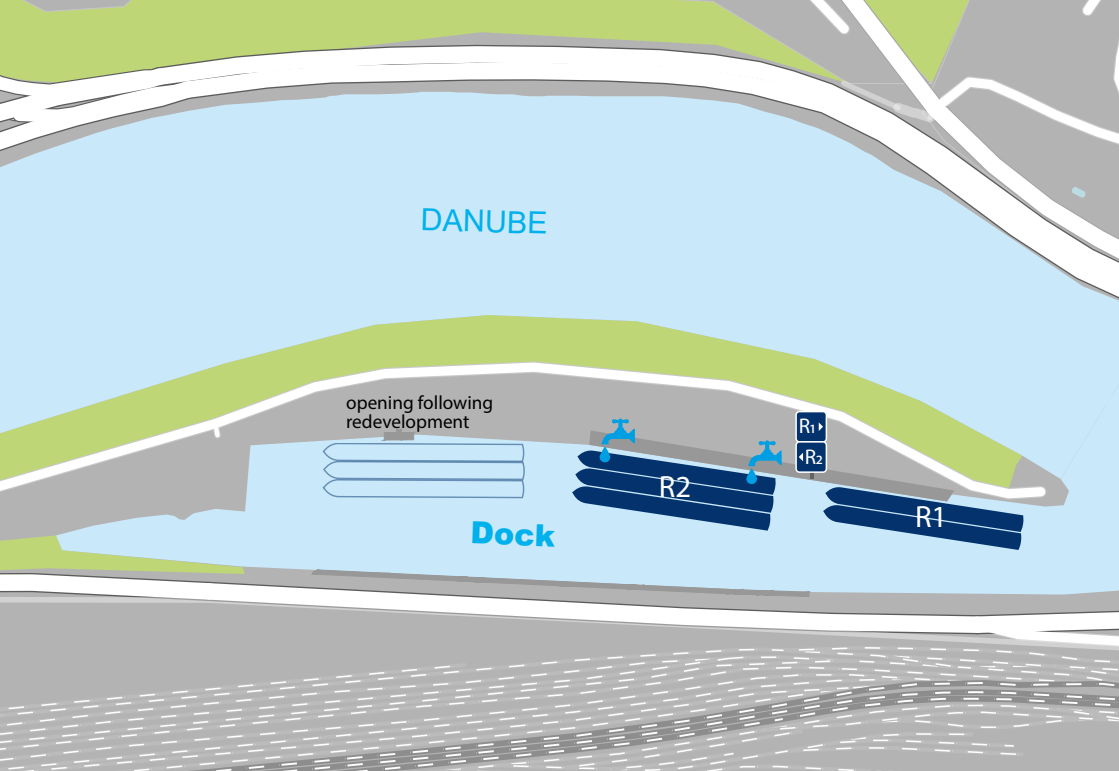 DANUBE
opening following
redevelopment
R1
R2
R2
R1
Dock